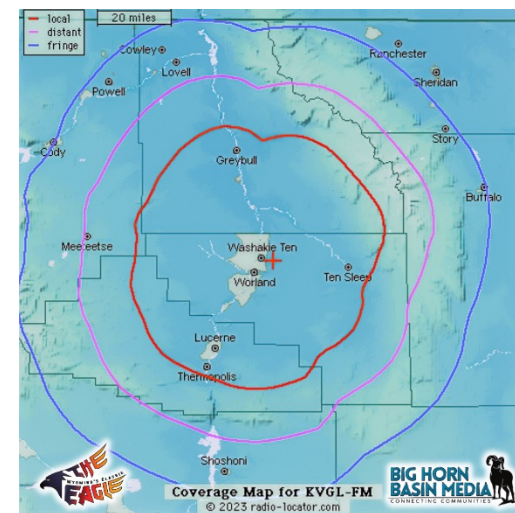 local
distant
fringe
20 miles
Cowley
Lovell
Powell
Ranchester
Sheridan
Story
Cody
Greybull
Buffalo
Meeteetse
Washakie Ten
Worland
Ten Sleep
Lucerne
Thermopolis
Shoshoni
THE
WYOMING'S CLASSIC
EAGLE
Coverage Map for KVGL-FM
© 2023 radio-locator.com
BIG HORN
BASIN MEDIA
CONNECTING COMMUNITIES